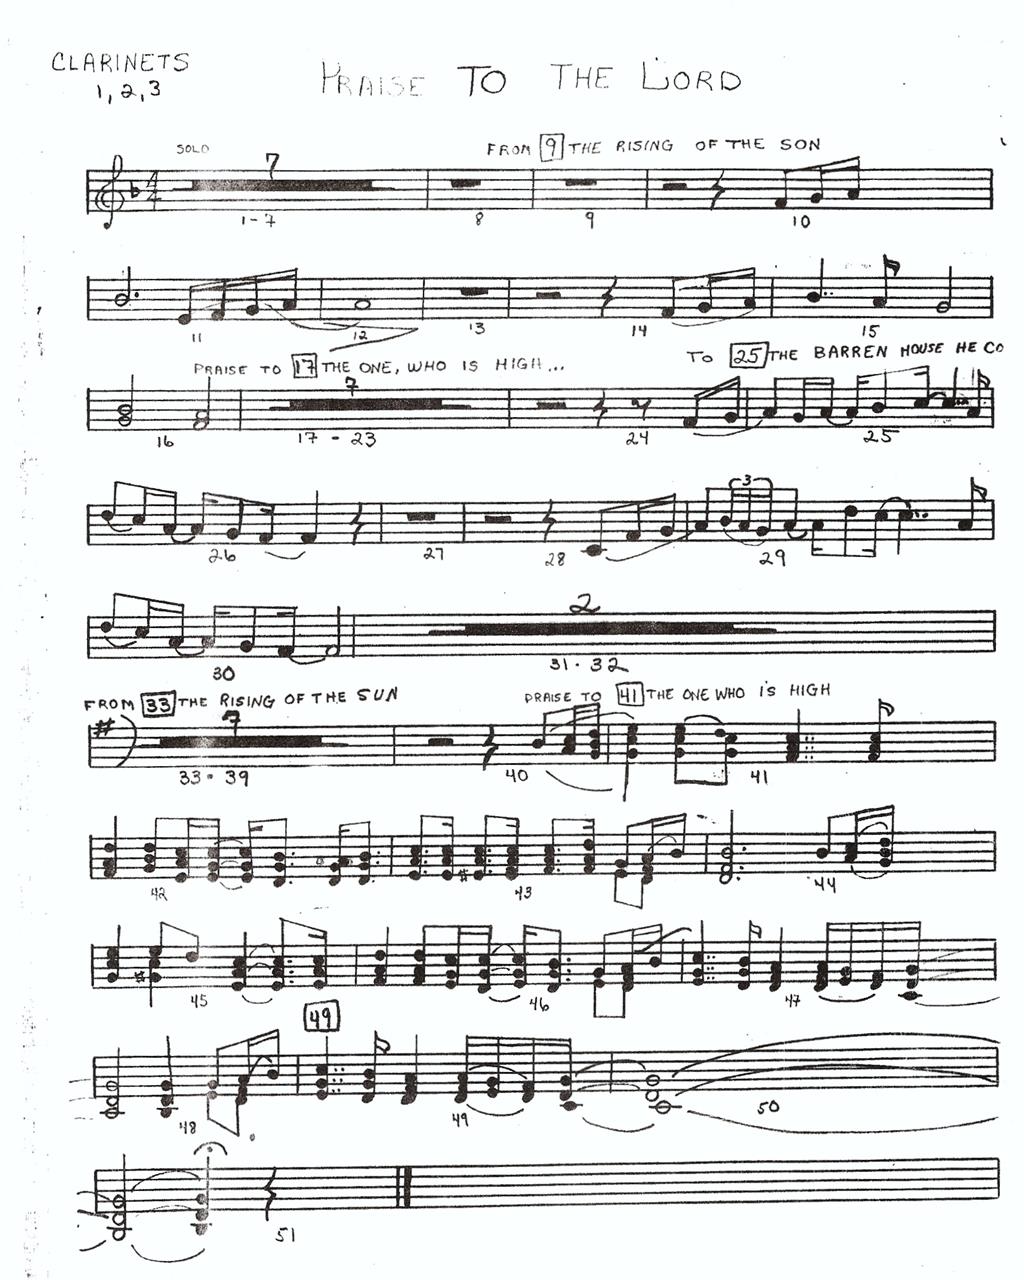 CLARINETS
1, 2, 3
PRAISE TO THE LORD
SOLO
7
FROM 9 THE RISING OF THE SON
4
4
1-7 8 9 10
11 12 13 14 15
PRAISE TO 17 THE ONE, WHO IS HIGH...
TO 25 THE BARREN HOUSE HE CO
7
16 17 - 23 24 25
3
26 27 28 29
2
30 31 - 32
FROM 33 THE RISING OF THE SUN
PRAISE TO 41 THE ONE WHO IS HIGH
7
33 - 39 40 41
42 43 44
45 46 47
49
48 49 50
51